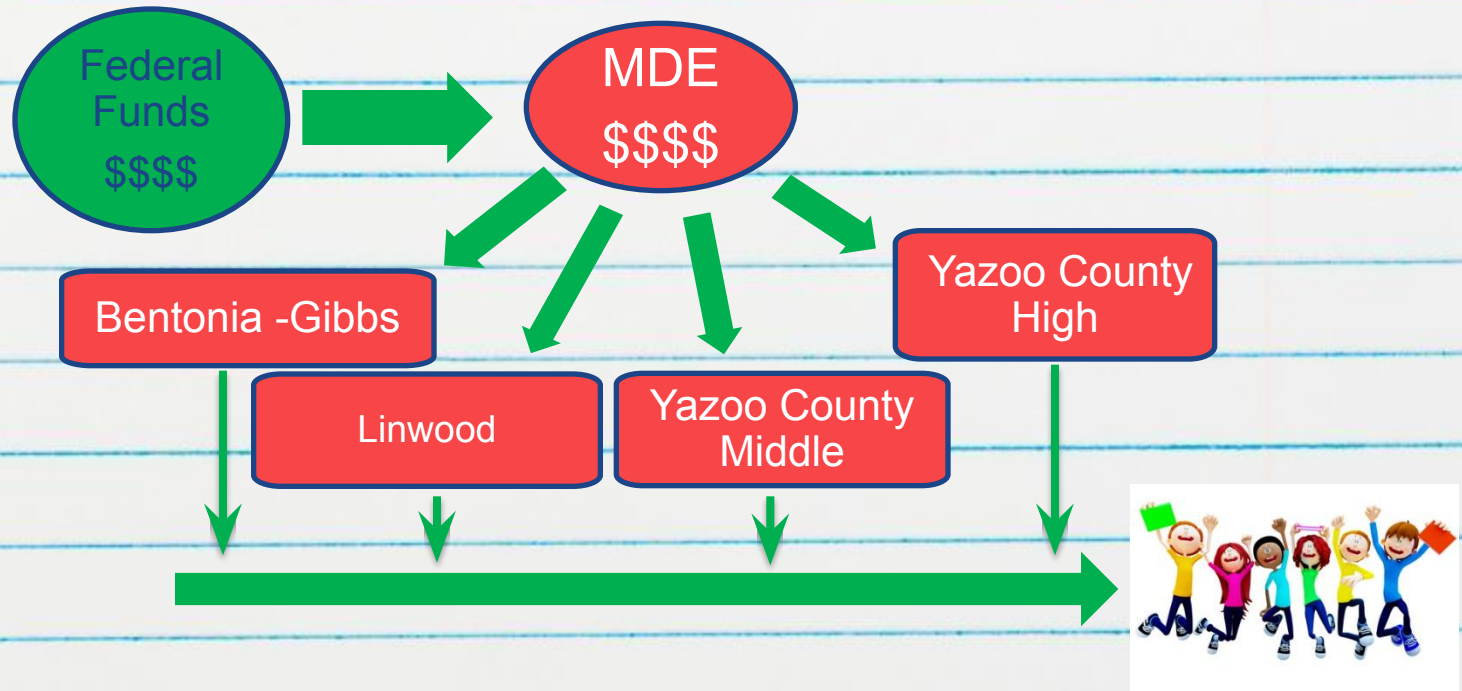 Federal
Funds
$$$$
MDE
$$$$
Bentonia -Gibbs
Linwood
Yazoo County
Middle
Yazoo County
High